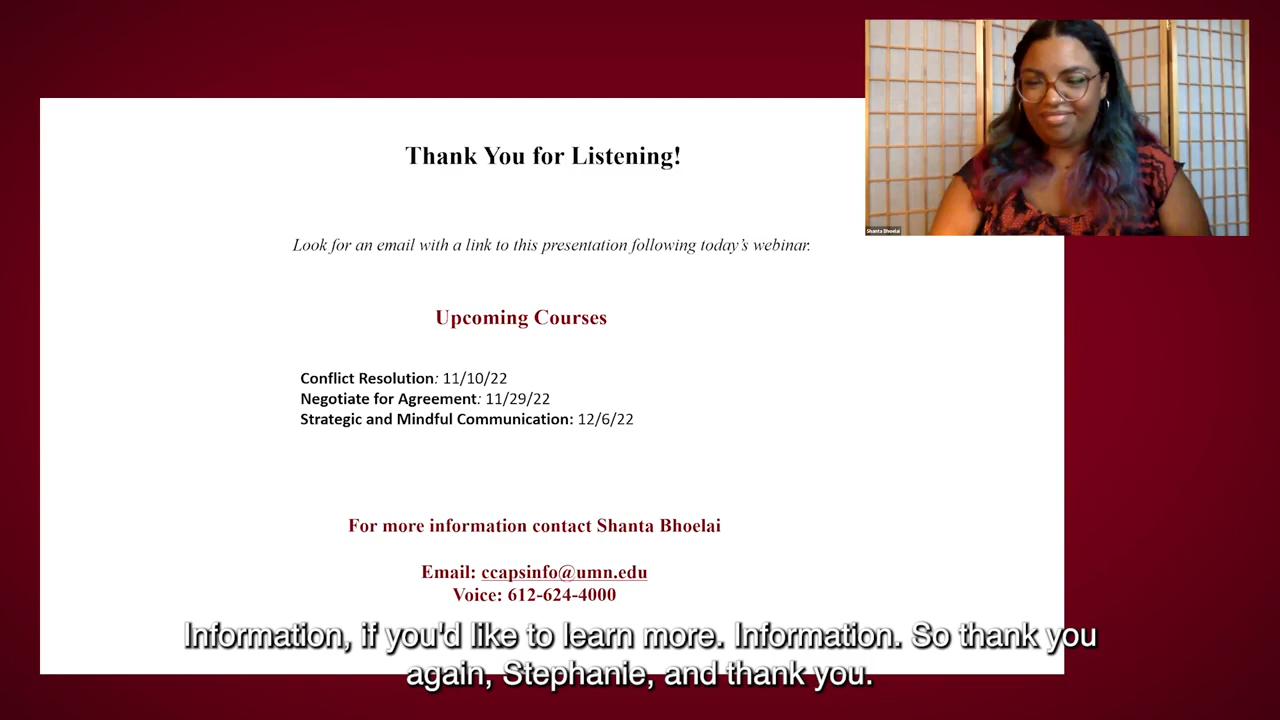 Thank You for Listening!
Shanta Bhoelai
Look for an email with a link to this presentation following today's webinar.
Upcoming Courses
Conflict Resolution: 11/10/22
Negotiate for Agreement: 11/29/22
Strategic and Mindful Communication: 12/6/22
For more information contact Shanta Bhoelai
Email: ccapsinfo@umn.edu
Voice: 612-624-4000
Information, if you'd like to learn more. Information. So thank you
again, Stephanie, and thank you.